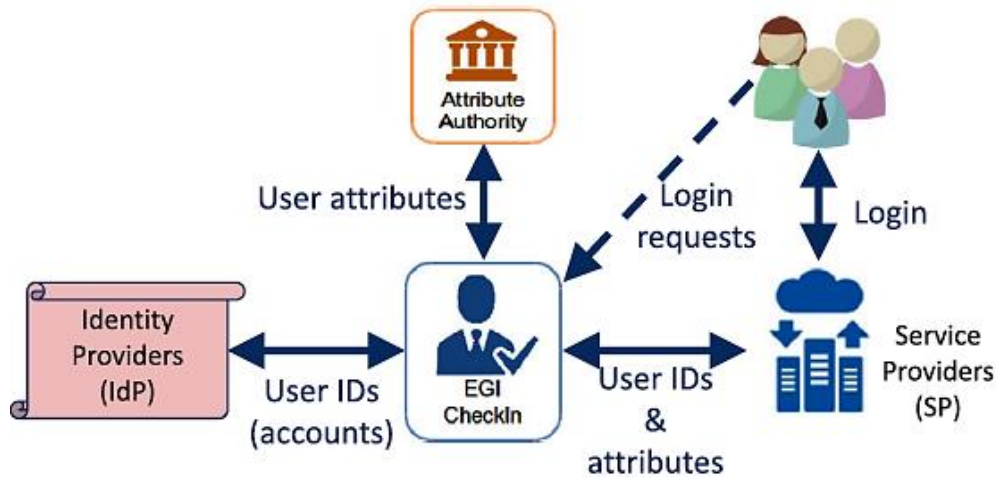 Attribute
Authority
User attributes
Login
requests
Login
Identity
Providers
(IdP)
User IDs
(accounts)
EGI
CheckIn
User IDs
&
attributes
Service
Providers
(SP)